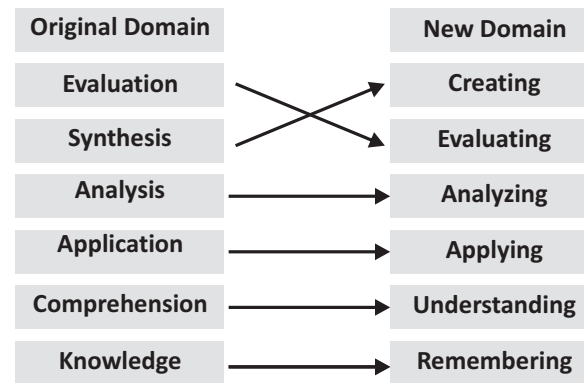 Original Domain New Domain
Evaluation Creating
Synthesis Evaluating
Analysis Analyzing
Application Applying
Comprehension Understanding
Knowledge Remembering